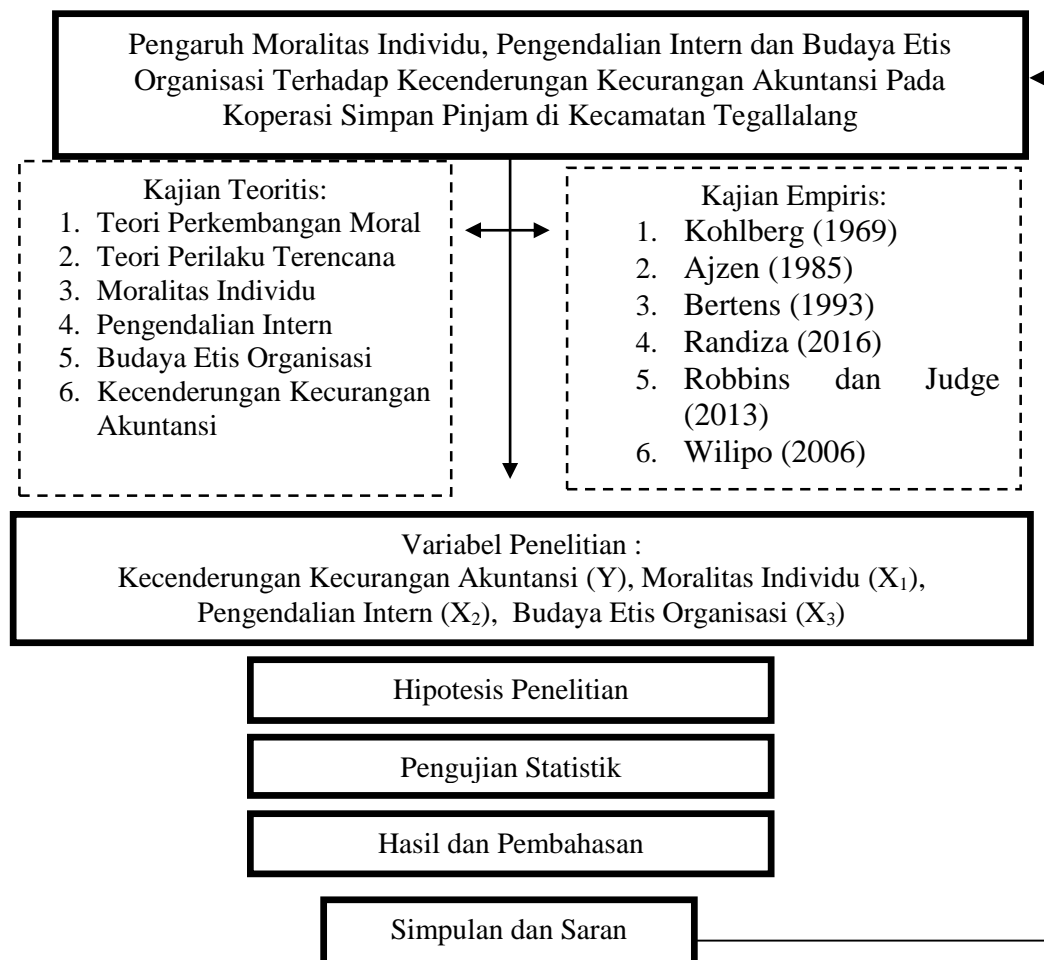 Pengaruh Moralitas Individu, Pengendalian Intern dan Budaya Etis
Organisasi Terhadap Kecenderungan Kecurangan Akuntansi Pada
Koperasi Simpan Pinjam di Kecamatan Tegallalang
Kajian Teoritis:
1. Teori Perkembangan Moral
2. Teori Perilaku Terencana
3. Moralitas Individu
4. Pengendalian Intern
5. Budaya Etis Organisasi
6. Kecenderungan Kecurangan
Akuntansi
Kajian Empiris:
1. Kohlberg (1969)
2. Ajzen (1985)
3. Bertens (1993)
4. Randiza (2016)
5. Robbins dan Judge
(2013)
6. Wilipo (2006)
Variabel Penelitian :
Kecenderungan Kecurangan Akuntansi (Y), Moralitas Individu (X₁),
Pengendalian Intern (X₂), Budaya Etis Organisasi (X₃)
Hipotesis Penelitian
Pengujian Statistik
Hasil dan Pembahasan
Simpulan dan Saran